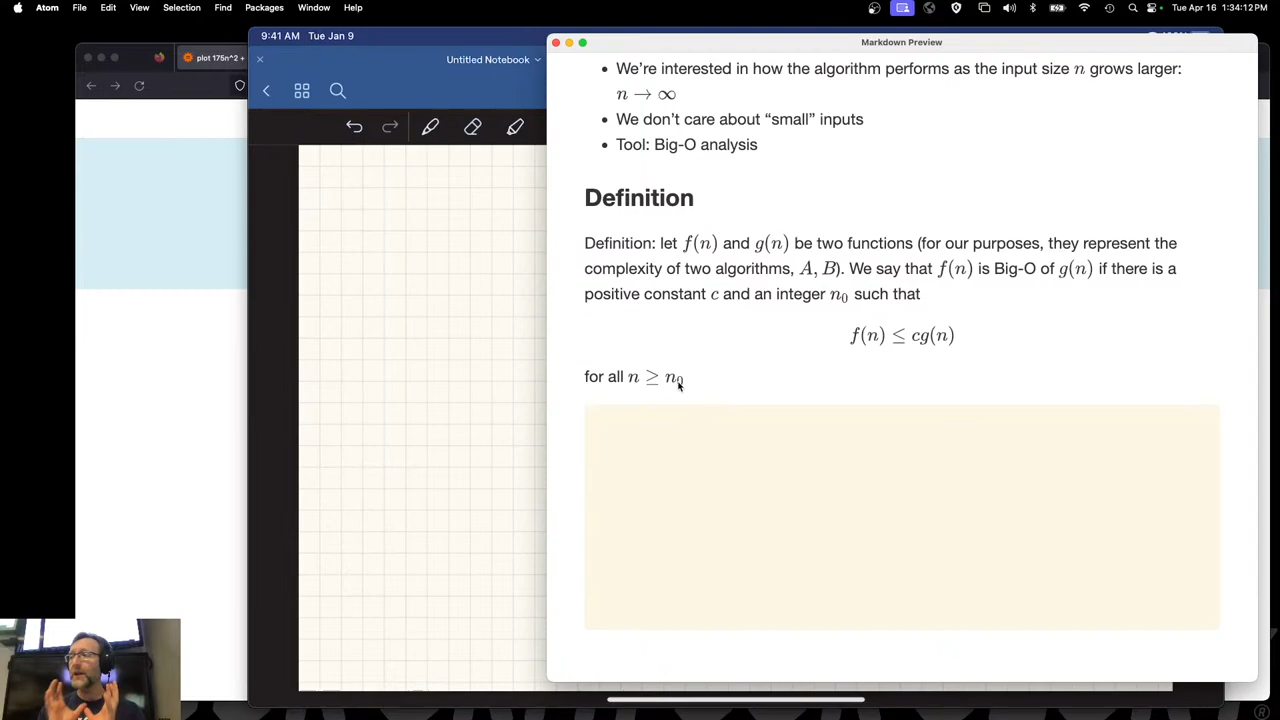 Atom File Edit View Selection Find Packages Window Help
Tue Apr 16 1:34:12 PM
9:41 AM Tue Jan 9
plot 175n^2 +
Untitled Notebook
Markdown Preview
• We’re interested in how the algorithm performs as the input size n grows larger:
n → ∞
• We don’t care about “small” inputs
• Tool: Big-O analysis
Definition
Definition: let f(n) and g(n) be two functions (for our purposes, they represent the
complexity of two algorithms, A, B). We say that f(n) is Big-O of g(n) if there is a
positive constant c and an integer n₀ such that
f(n) ≤ cg(n)
for all n ≥ n₀